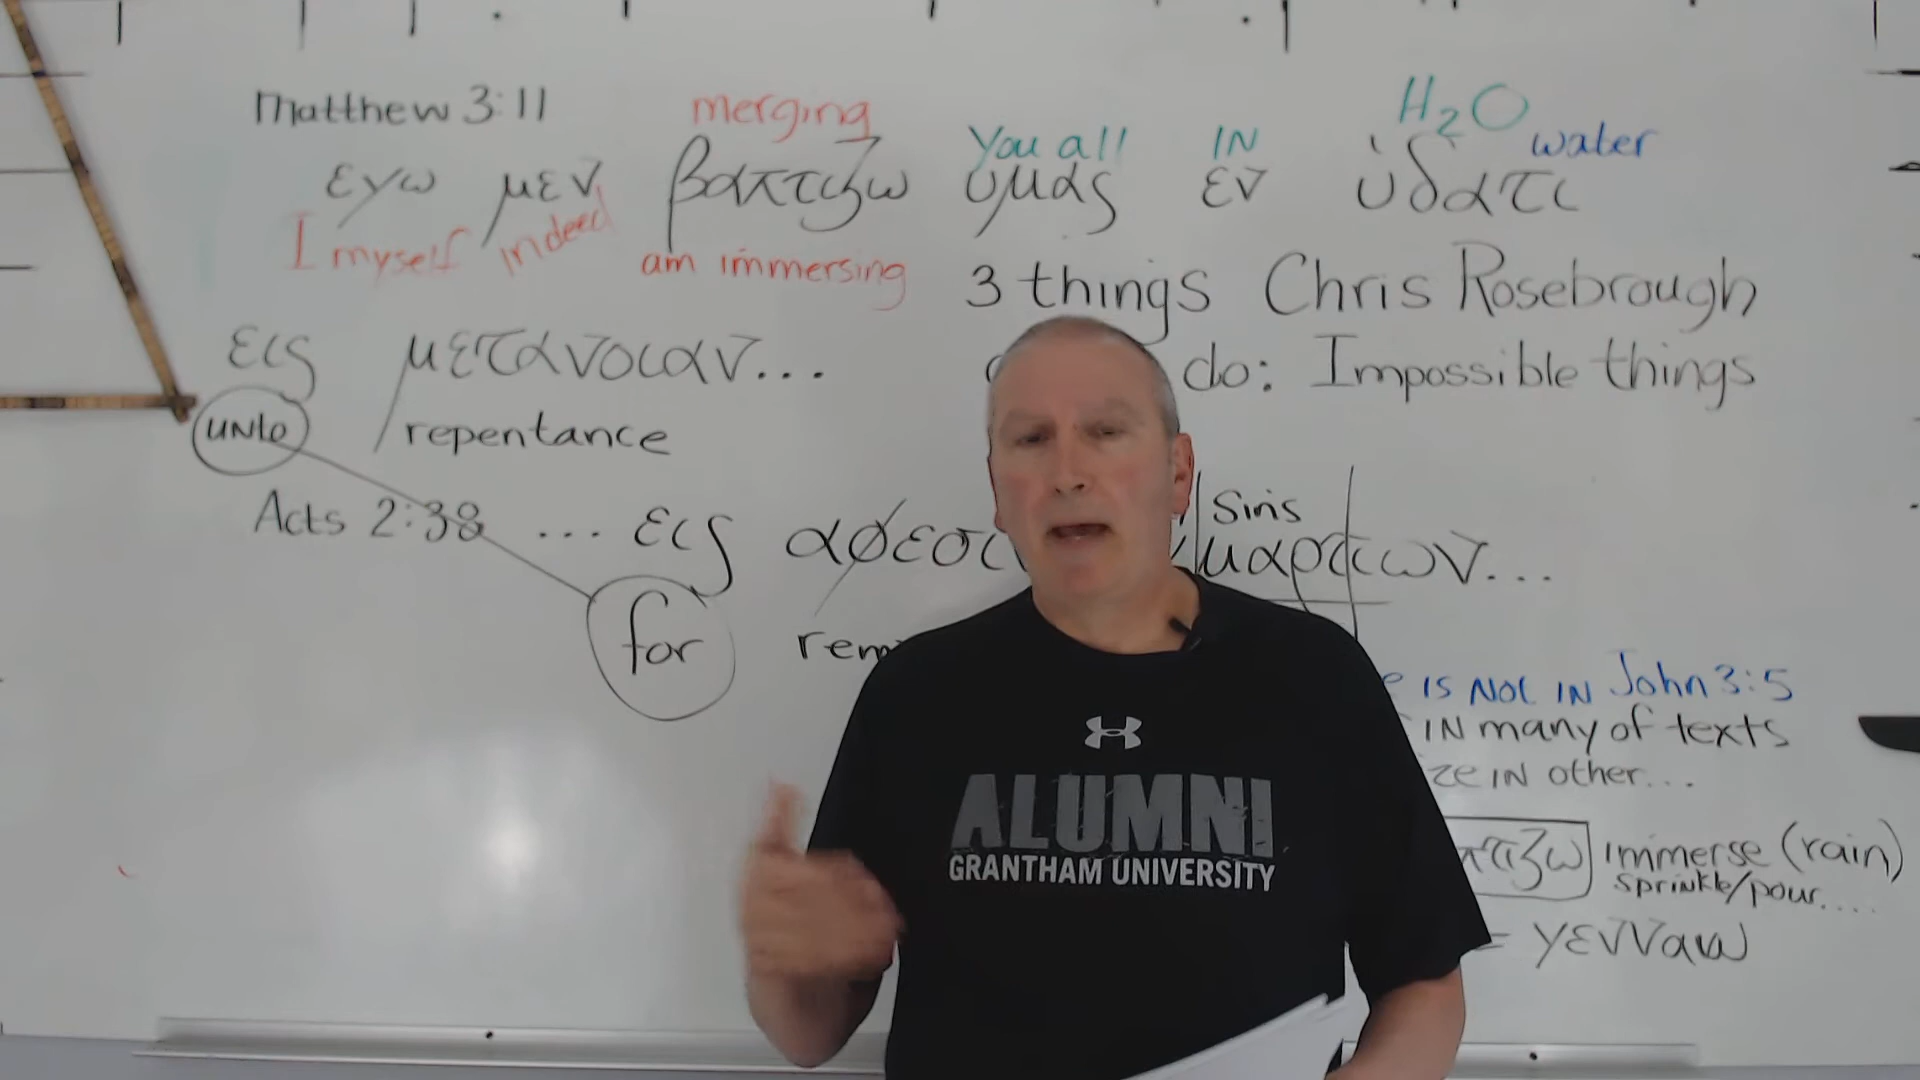 Matthew 3:11
merging
H₂O
You all IN water
εγω μεν βαπτιζω υμας εν υδατι
I myself indeed am immersing
3 things Chris Rosebrough
do: Impossible things
εις μετανοιαν...
unto repentance
Sins
Acts 2:38 ... εις αφεσι μαρτιων...
for
is Not in John 3:5
IN many of texts
IN other...
immerse (rain)
sprinkle/pour....
= γενναω
ALUMNI
GRANTHAM UNIVERSITY